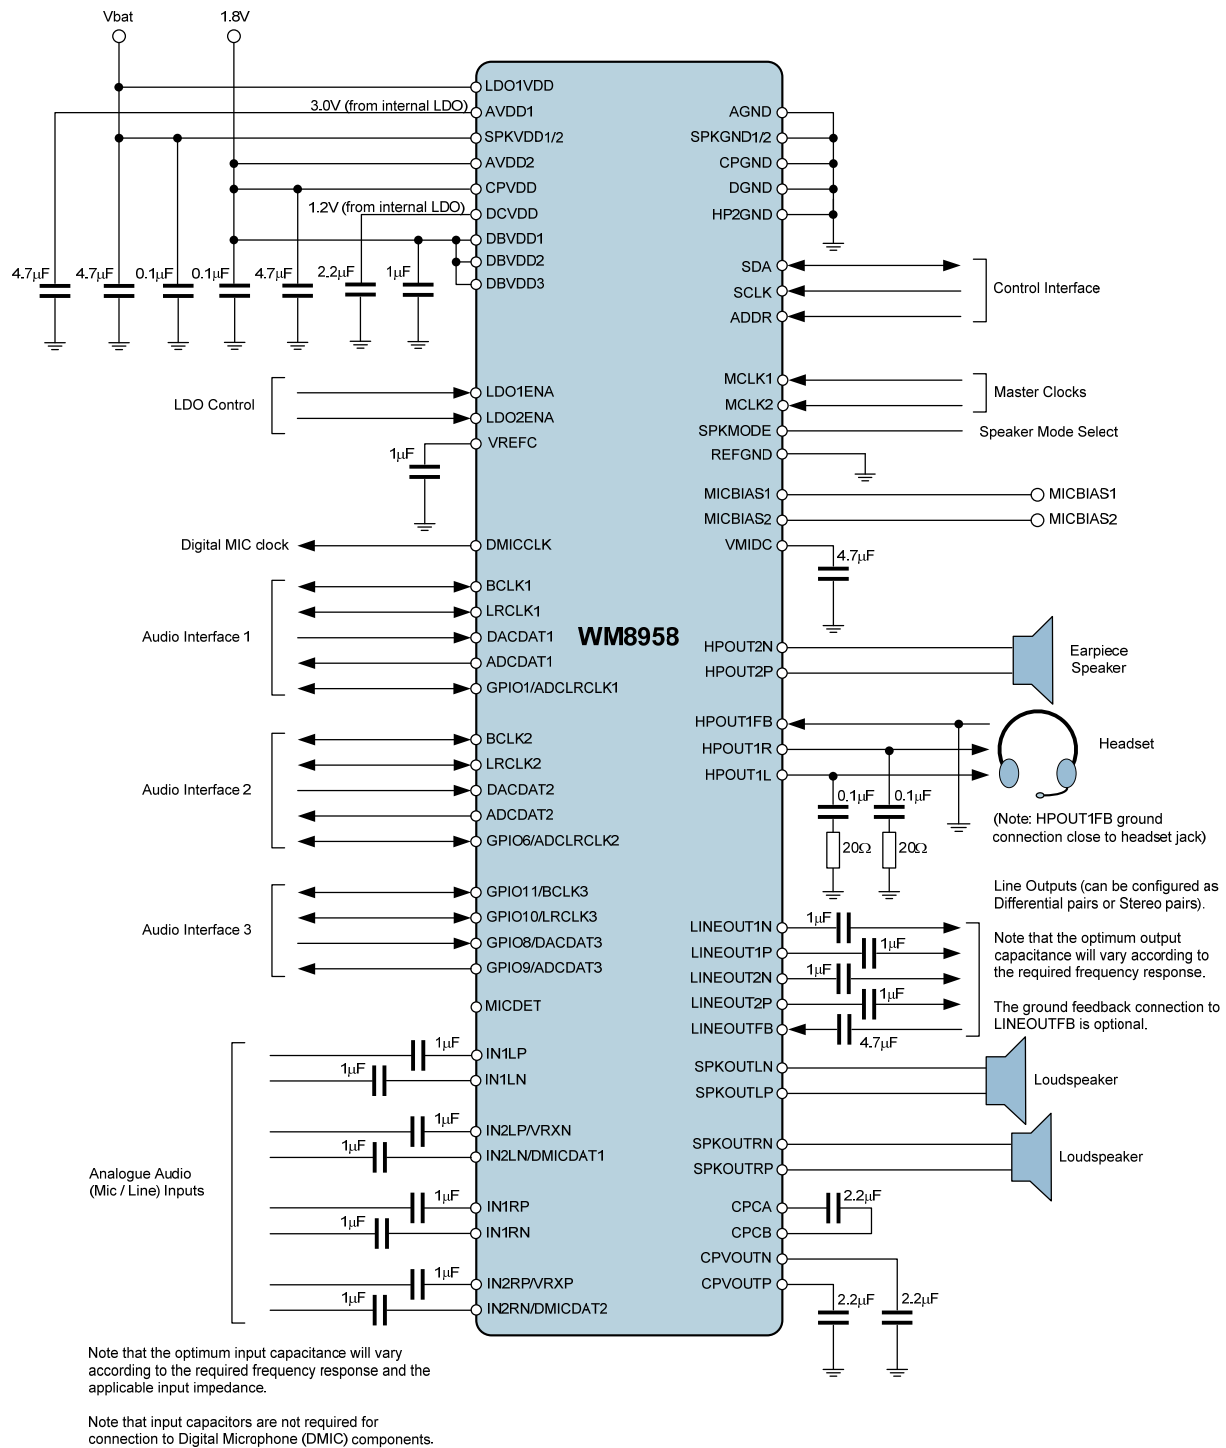 Vbat
1.8V
LDO1VDD
3.0V (from internal LDO)
AVDD1
SPKVDD1/2
AVDD2
CPVDD
1.2V (from internal LDO)
DCVDD
DBVDD1
DBVDD2
DBVDD3
4.7µF
4.7µF
0.1µF
0.1µF
4.7µF
2.2µF
1µF
LDO Control
LDO1ENA
LDO2ENA
VREFC
1µF
Digital MIC clock
DMICCLK
Audio Interface 1
BCLK1
LRCLK1
DACDAT1
ADCDAT1
GPIO1/ADCLRCLK1
Audio Interface 2
BCLK2
LRCLK2
DACDAT2
ADCDAT2
GPIO6/ADCLRCLK2
Audio Interface 3
GPIO11/BCLK3
GPIO10/LRCLK3
GPIO8/DACDAT3
GPIO9/ADCDAT3
MICDET
Analogue Audio
(Mic / Line) Inputs
1µF
IN1LP
1µF
IN1LN
1µF
IN2LP/VRXN
1µF
IN2LN/DMICDAT1
1µF
IN1RP
1µF
IN1RN
1µF
IN2RP/VRXP
1µF
IN2RN/DMICDAT2
Note that the optimum input capacitance will vary
according to the required frequency response and the
applicable input impedance.
Note that input capacitors are not required for
connection to Digital Microphone (DMIC) components.
WM8958
AGND
SPKGND1/2
CPGND
DGND
HP2GND
SDA
SCLK
ADDR
Control Interface
MCLK1
MCLK2
Master Clocks
SPKMODE
Speaker Mode Select
REFGND
MICBIAS1
MICBIAS1
MICBIAS2
MICBIAS2
VMIDC
4.7µF
HPOUT2N
HPOUT2P
Earpiece
Speaker
HPOUT1FB
HPOUT1R
HPOUT1L
Headset
0.1µF
0.1µF
20Ω
20Ω
(Note: HPOUT1FB ground
connection close to headset jack)
Line Outputs (can be configured as
Differential pairs or Stereo pairs).
Note that the optimum output
capacitance will vary according to
the required frequency response.
The ground feedback connection to
LINEOUTFB is optional.
LINEOUT1N
1µF
LINEOUT1P
1µF
LINEOUT2N
1µF
LINEOUT2P
1µF
LINEOUTFB
4.7µF
SPKOUTLN
SPKOUTLP
Loudspeaker
SPKOUTRN
SPKOUTRP
Loudspeaker
CPCA
2.2µF
CPCB
CPVOUTN
CPVOUTP
2.2µF
2.2µF